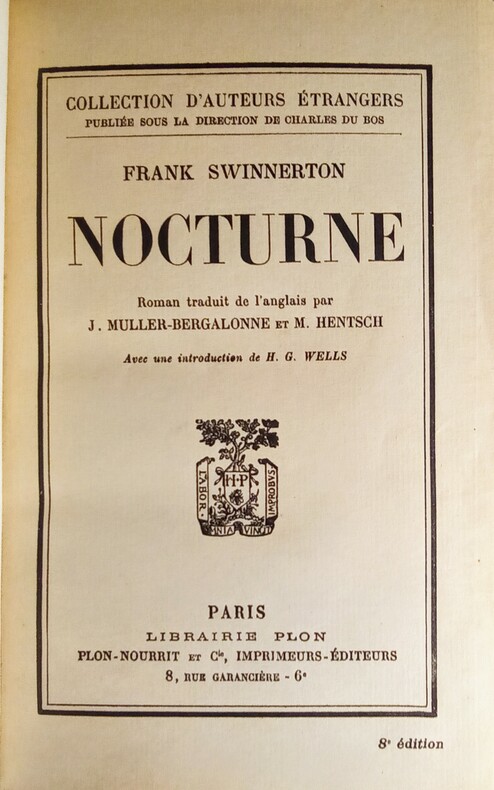 COLLECTION D'AUTEURS ÉTRANGERS
PUBLIÉE SOUS LA DIRECTION DE CHARLES DU BOS
FRANK SWINNERTON
NOCTURNE
Roman traduit de l'anglais par
J. MULLER-BERGALONNE ET M. HENTSCH
Avec une introduction de H. G. WELLS
LABOR
H·P
IMPROBVS
OMNIA VINCIT
PARIS
LIBRAIRIE PLON
PLON-NOURRIT ET Cie, IMPRIMEURS-ÉDITEURS
8, RUE GARANCIÈRE - 6e
8e édition